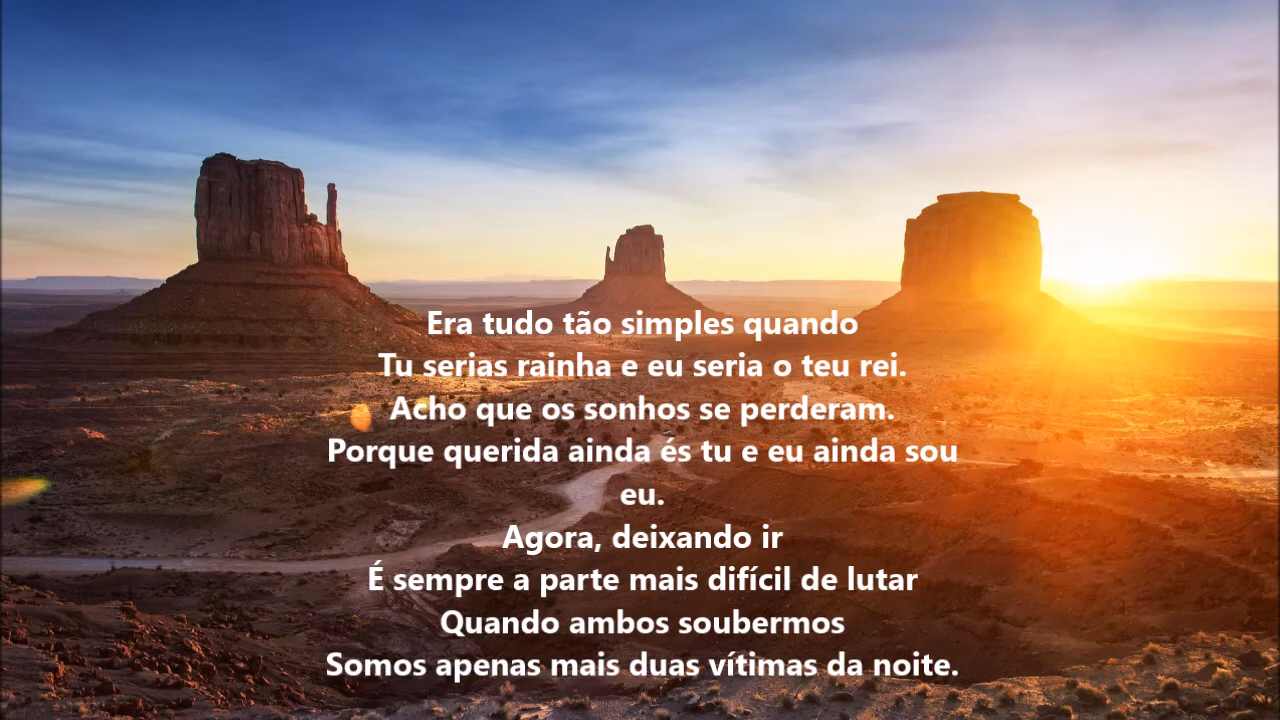 Era tudo tão simples quando
Tu serias rainha e eu seria o teu rei.
Acho que os sonhos se perderam.
Porque querida ainda és tu e eu ainda sou
eu.
Agora, deixando ir
É sempre a parte mais difícil de lutar
Quando ambos soubermos
Somos apenas mais duas vítimas da noite.